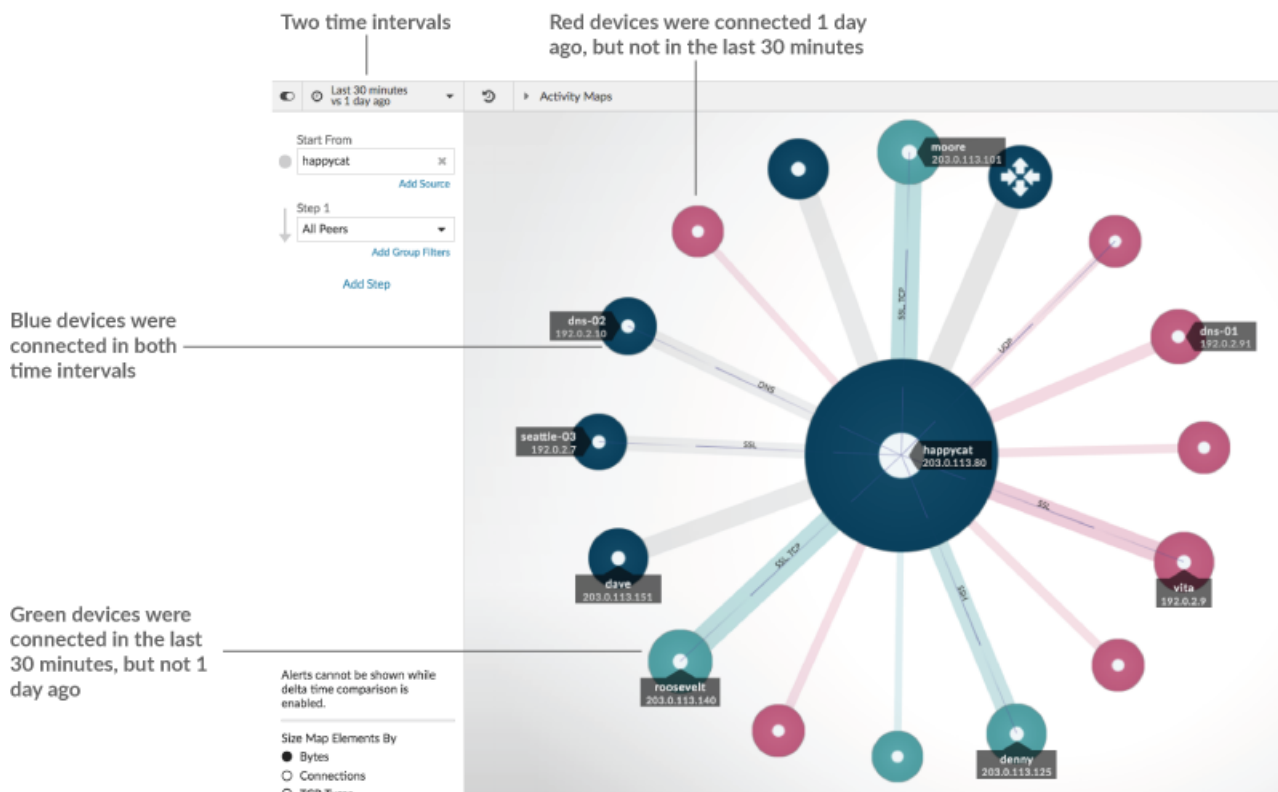 Two time intervals
Red devices were connected 1 day
ago, but not in the last 30 minutes
Last 30 minutes
vs 1 day ago
Activity Maps
Start From
happycat
Add Source
Step 1
All Peers
Add Group Filters
Add Step
Blue devices were
connected in both
time intervals
Green devices were
connected in the last
30 minutes, but not 1
day ago
Alerts cannot be shown while
delta time comparison is
enabled.
Size Map Elements By
Bytes
Connections
moore
203.0.113.101
SSL, TCP
UDP
dns-01
192.0.2.91
dns-02
192.0.2.10
DNS
seattle-03
192.0.2.7
SSL
happycat
203.0.113.80
SSL
vita
192.0.2.9
dave
203.0.113.151
SSL, TCP
SSH
roosevelt
203.0.113.140
denny
203.0.113.125